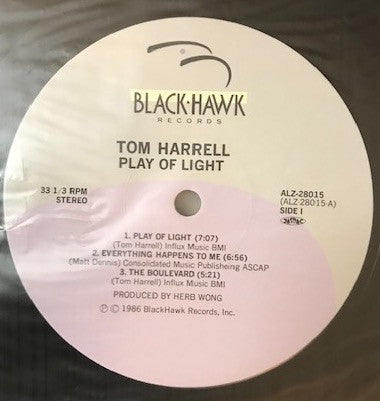 BLACK-HAWK
RECORDS
TOM HARRELL
PLAY OF LIGHT
33 1/3 RPM
STEREO
ALZ-28015
(ALZ-28015-A)
SIDE I
1. PLAY OF LIGHT (7:07)
(Tom Harrell) Influx Music BMI
2. EVERYTHING HAPPENS TO ME (6:56)
(Matt Dennis) Consolidated Music Publisheing ASCAP
3. THE BOULEVARD (5:21)
(Tom Harrell) Influx Music BMI
PRODUCED BY HERB WONG
Ⓟ © 1986 BlackHawk Records, Inc.